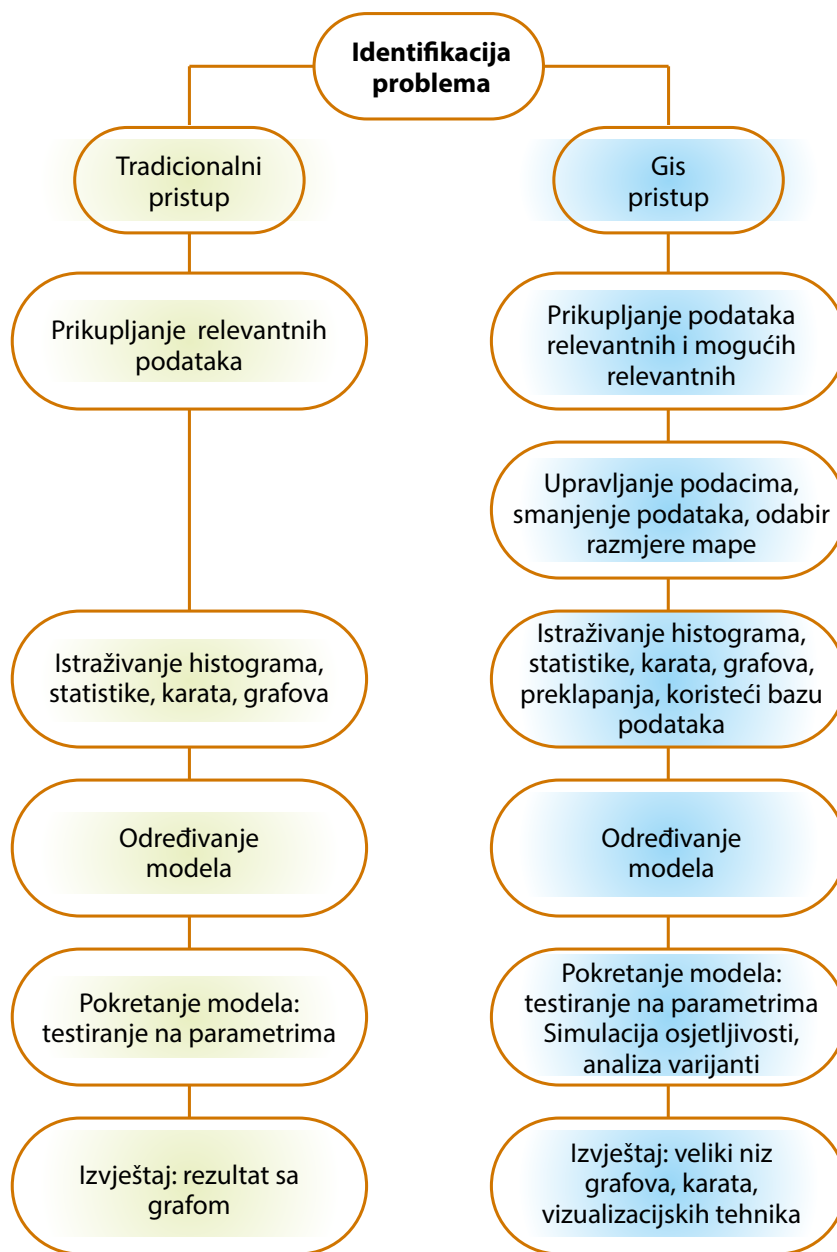 Identifikacija
problema
Tradicionalni
pristup
Prikupljanje relevantnih
podataka
Istraživanje histograma,
statistike, karata, grafova
Određivanje
modela
Pokretanje modela:
testiranje na parametrima
Izvještaj: rezultat sa
grafom
Gis
pristup
Prikupljanje podataka
relevantnih i mogućih
relevantnih
Upravljanje podacima,
smanjenje podataka, odabir
razmjere mape
Istraživanje histograma,
statistike, karata, grafova,
preklapanja, koristeći bazu
podataka
Određivanje
modela
Pokretanje modela:
testiranje na parametrima
Simulacija osjetljivosti,
analiza varijanti
Izvještaj: veliki niz
grafova, karata,
vizualizacijskih tehnika